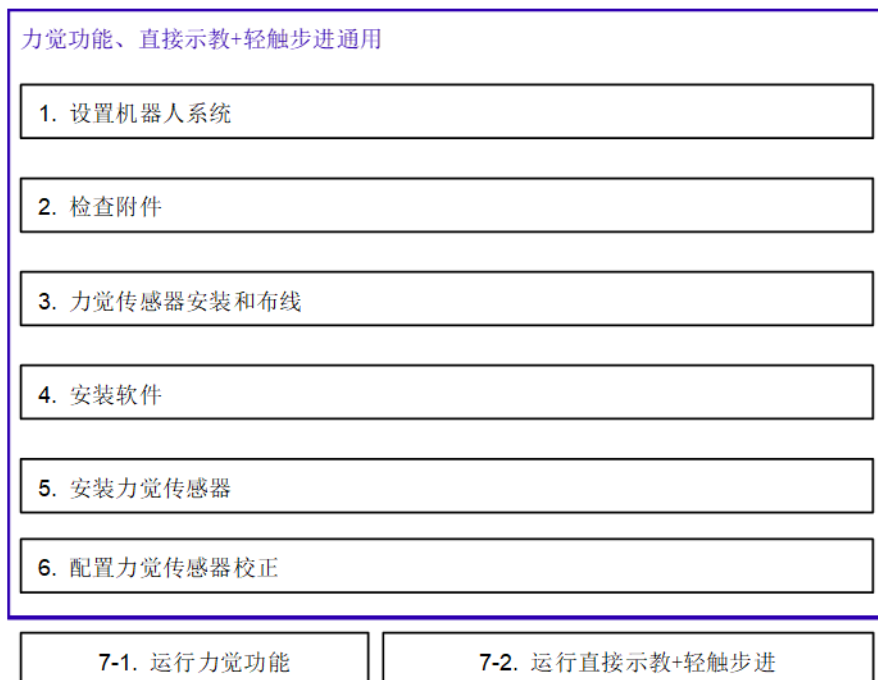 力觉功能、直接示教+轻触步进通用
1. 设置机器人系统
2. 检查附件
3. 力觉传感器安装和布线
4. 安装软件
5. 安装力觉传感器
6. 配置力觉传感器校正
7-1. 运行力觉功能
7-2. 运行直接示教+轻触步进